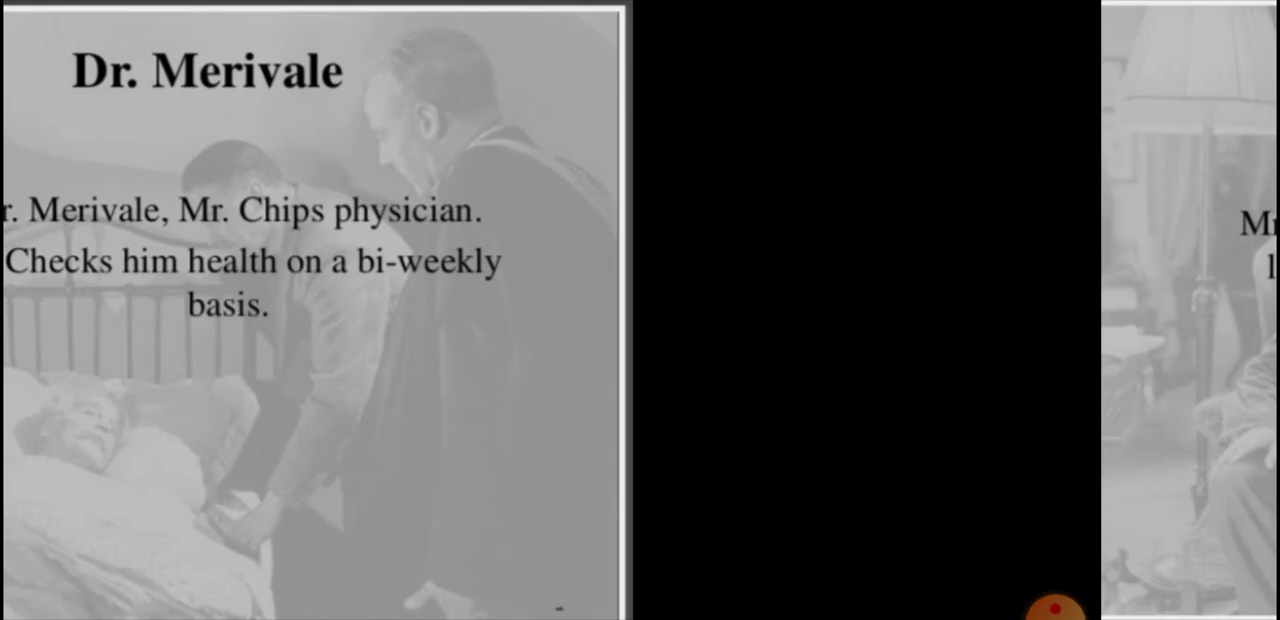 Dr. Merivale
r. Merivale, Mr. Chips physician.
Checks him health on a bi-weekly
basis.